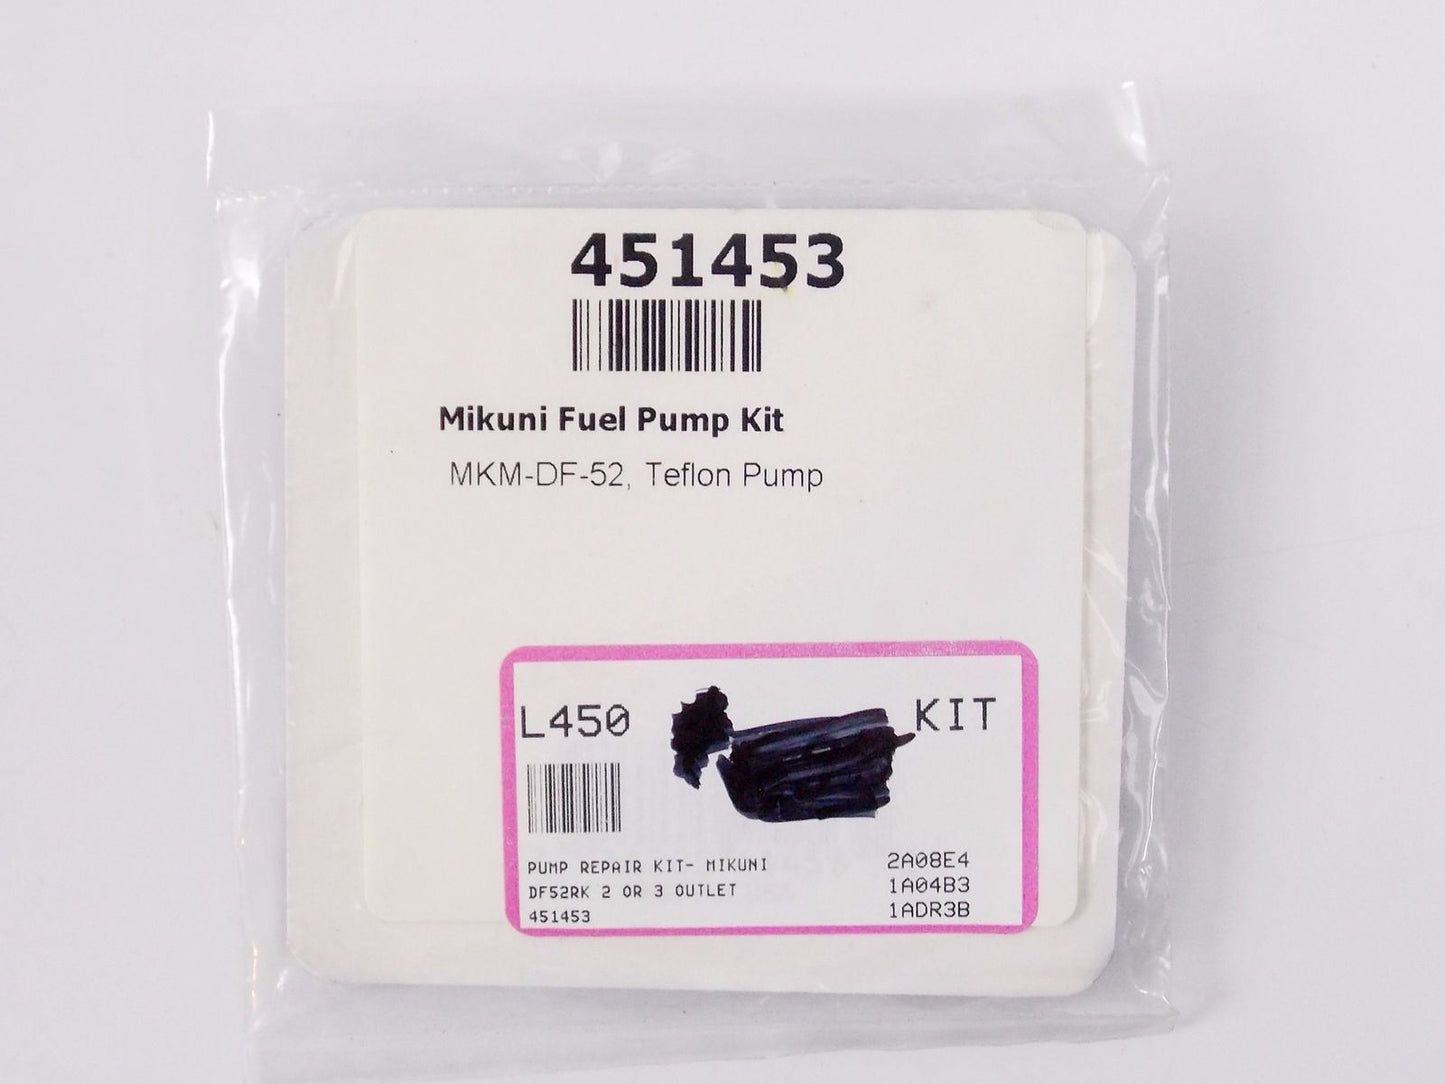 451453
Mikuni Fuel Pump Kit
MKM-DF-52, Teflon Pump
L450 KIT
PUMP REPAIR KIT- MIKUNI 2A08E4
DF52RK 2 OR 3 OUTLET 1A04B3
451453 1ADR3B